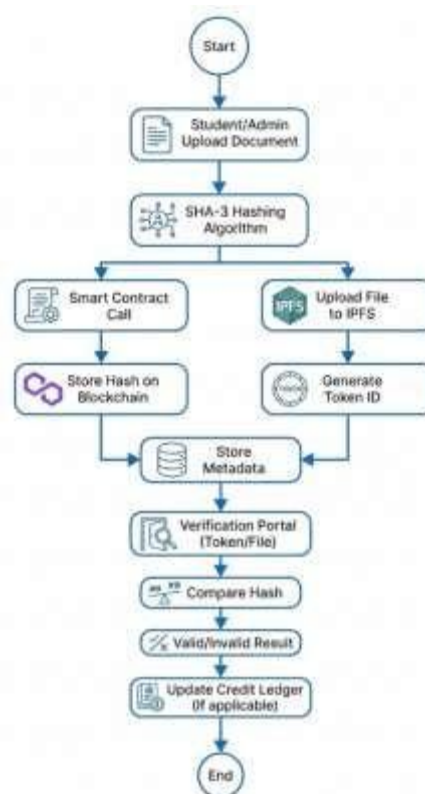 Start
Student/Admin
Upload Document
SHA-3 Hashing
Algorithm
Smart Contract
Call
IPFS
Upload File
to IPFS
Store Hash on
Blockchain
Generate
Token ID
Store
Metadata
Verification Portal
(Token/File)
Compare Hash
Valid/Invalid Result
Update Credit Ledger
(If applicable)
End